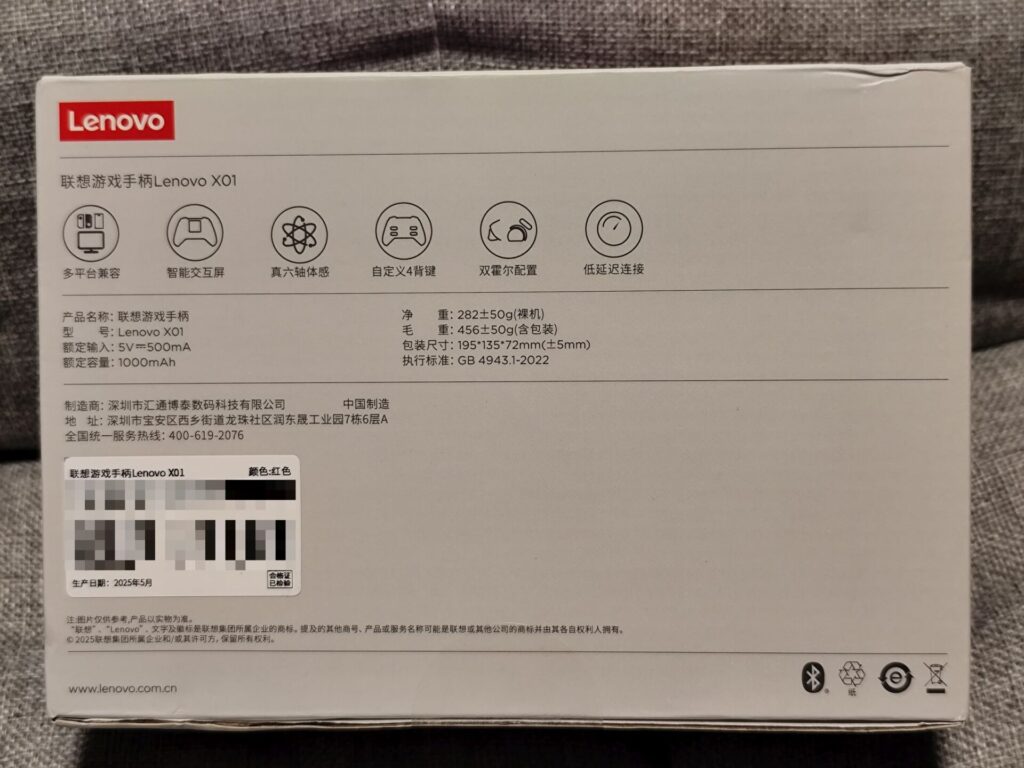 Lenovo
联想游戏手柄Lenovo X01
多平台兼容 智能交互屏 真六轴体感 自定义4背键 双霍尔配置 低延迟连接
产品名称: 联想游戏手柄
型 号: Lenovo X01
额定输入: 5V⎓500mA
额定容量: 1000mAh
净 重: 282±50g(裸机)
毛 重: 456±50g(含包装)
包装尺寸: 195*135*72mm(±5mm)
执行标准: GB 4943.1-2022
制造商: 深圳市汇通博泰数码科技有限公司 中国制造
地 址: 深圳市宝安区西乡街道龙珠社区润东晟工业园7栋6层A
全国统一服务热线: 400-619-2076
联想游戏手柄Lenovo X01 颜色:红色
生产日期: 2025年5月
合格证
已检验
注:图片仅供参考,产品以实物为准。
“联想”、“Lenovo”、文字及徽标是联想集团所属企业的商标。提及的其他商号、产品或服务名称可能是联想或其他公司的商标并由其各自权利人拥有。
©2025联想集团所属企业和/或其许可方, 保留所有权利。
www.lenovo.com.cn
纸
e